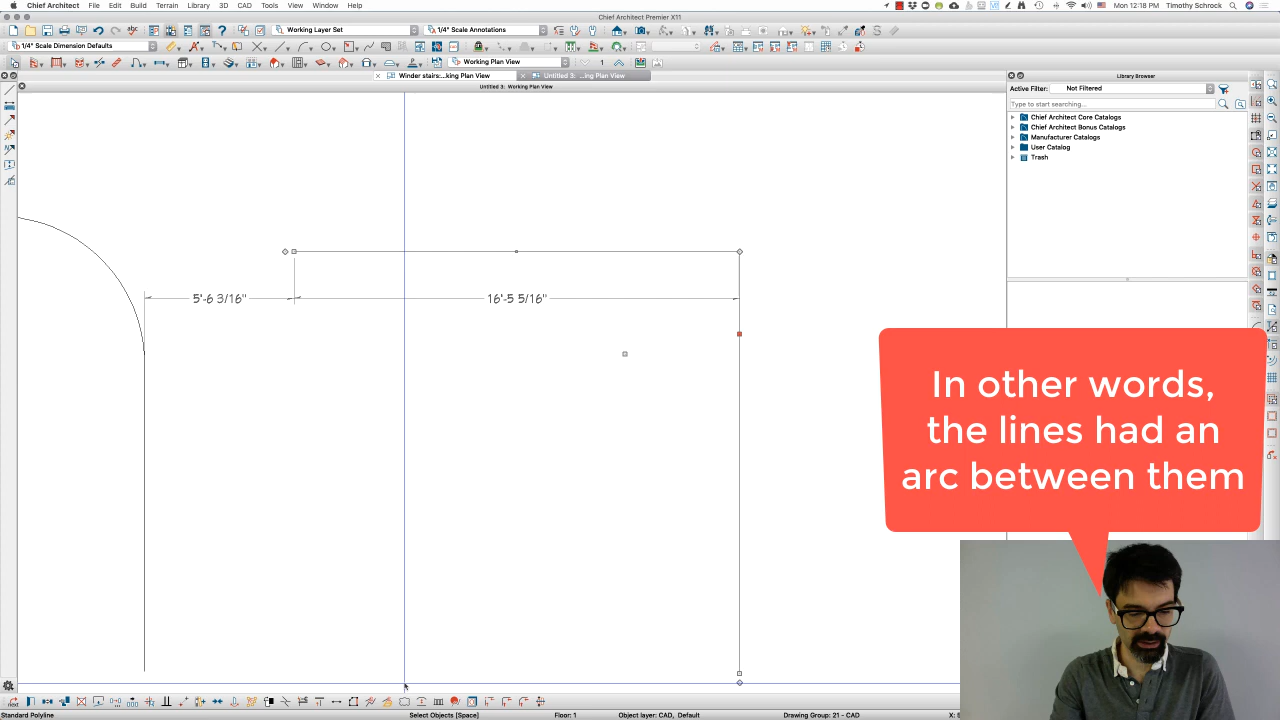 Chief Architect File Edit Build Terrain Library 3D CAD Tools View Window Help
Mon 12:18 PM Timothy Schrock
Chief Architect Premier X11
Working Layer Set
1/4" Scale Annotations
1/4" Scale Dimension Defaults
Working Plan View
1
Winder stairs:...king Plan View
Untitled 3: ...ing Plan View
Untitled 3: Working Plan View
Library Browser
Active Filter: Not Filtered
Type to start searching...
Chief Architect Core Catalogs
Chief Architect Bonus Catalogs
Manufacturer Catalogs
User Catalog
Trash
5'-6 3/16"
16'-5 5/16"
In other words,
the lines had an
arc between them
Standard Polyline
Select Objects [Space]
Floor: 1
Object layer: CAD, Default
Drawing Group: 21 - CAD